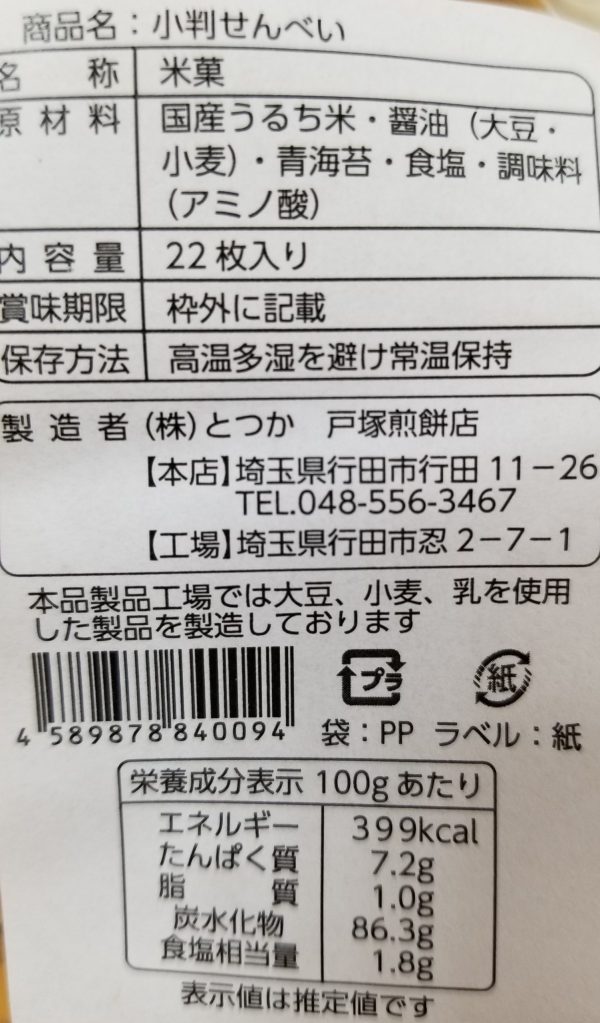 商品名：小判せんべい
名称 米菓
原材料 国産うるち米・醤油（大豆・
小麦）・青海苔・食塩・調味料
（アミノ酸）
内容量 22枚入り
賞味期限 枠外に記載
保存方法 高温多湿を避け常温保持
製造者 （株）とつか 戸塚煎餅店
【本店】埼玉県行田市行田11－26
TEL.048-556-3467
【工場】埼玉県行田市忍2－7－1
本品製品工場では大豆、小麦、乳を使用
した製品を製造しております
プラ 紙
4 589878 840094 袋：PP ラベル：紙
栄養成分表示 100gあたり
エネルギー 399kcal
たんぱく質 7.2g
脂質 1.0g
炭水化物 86.3g
食塩相当量 1.8g
表示値は推定値です